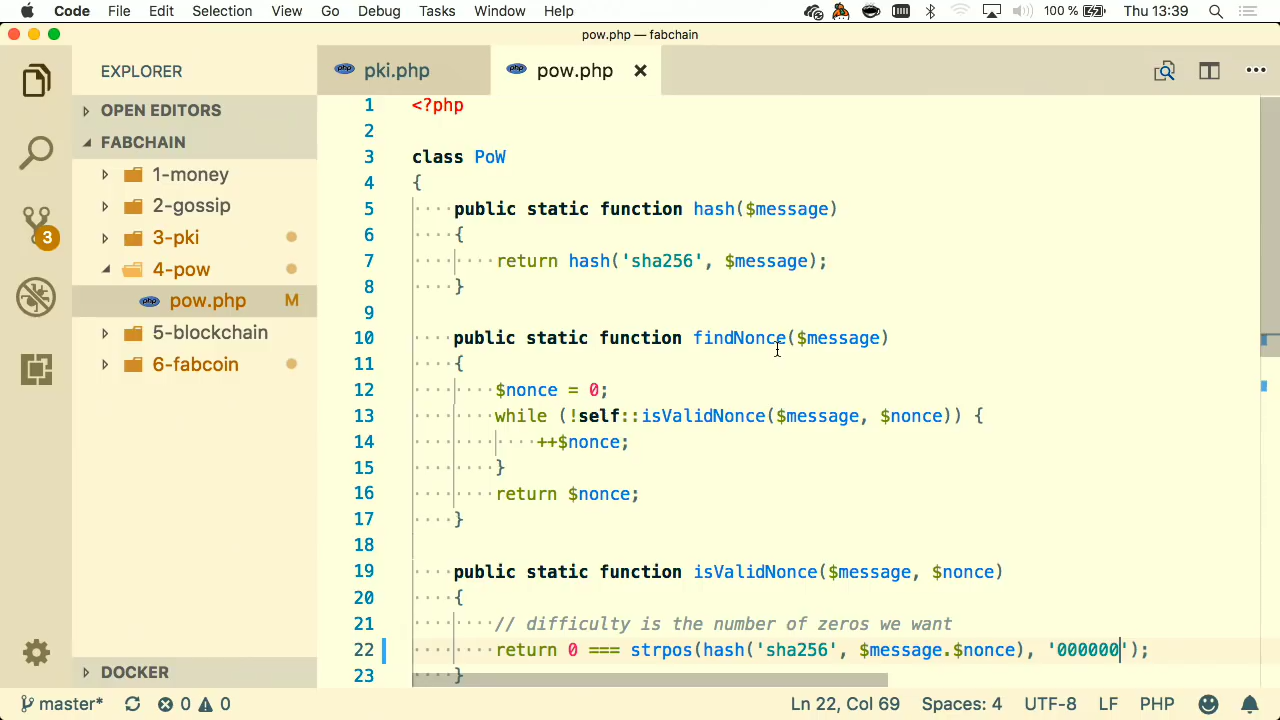 Code File Edit Selection View Go Debug Tasks Window Help 100 % Thu 13:39
pow.php — fabchain
EXPLORER
OPEN EDITORS
FABCHAIN
1-money
2-gossip
3-pki
4-pow
pow.php M
5-blockchain
6-fabcoin
DOCKER
3
php pki.php
php pow.php
1 <?php
2
3 class PoW
4 {
5 public static function hash($message)
6 {
7 return hash('sha256', $message);
8 }
9
10 public static function findNonce($message)
11 {
12 $nonce = 0;
13 while (!self::isValidNonce($message, $nonce)) {
14 ++$nonce;
15 }
16 return $nonce;
17 }
18
19 public static function isValidNonce($message, $nonce)
20 {
21 // difficulty is the number of zeros we want
22 return 0 === strpos(hash('sha256', $message.$nonce), '000000');
23 }
master* 0 0 Ln 22, Col 69 Spaces: 4 UTF-8 LF PHP